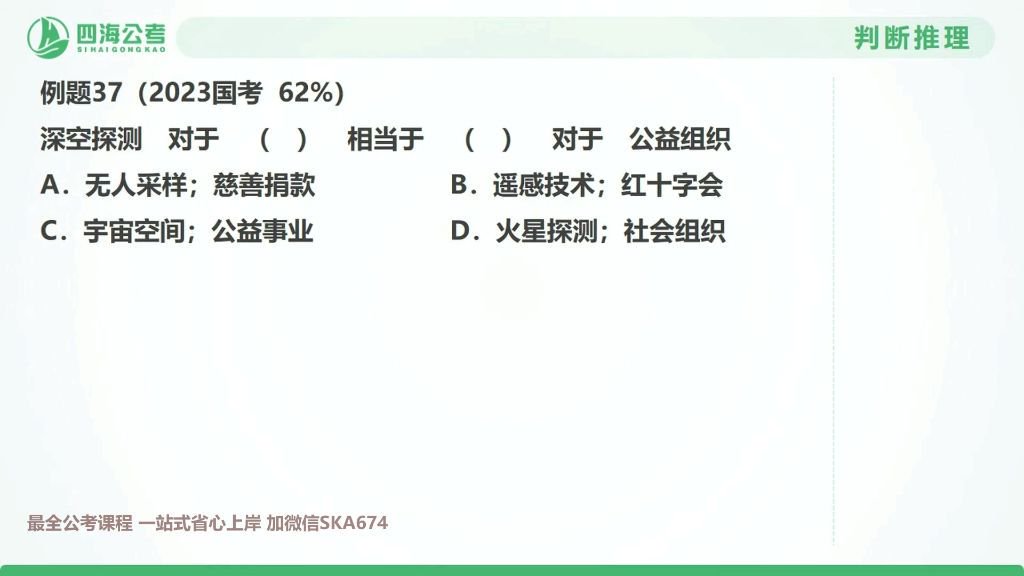 四海公考
SIHAIGONGKAO
判断推理
例题37（2023国考 62%）
深空探测 对于 （ ） 相当于 （ ） 对于 公益组织
A．无人采样；慈善捐款 B．遥感技术；红十字会
C．宇宙空间；公益事业 D．火星探测；社会组织
最全公考课程 一站式省心上岸 加微信SKA674